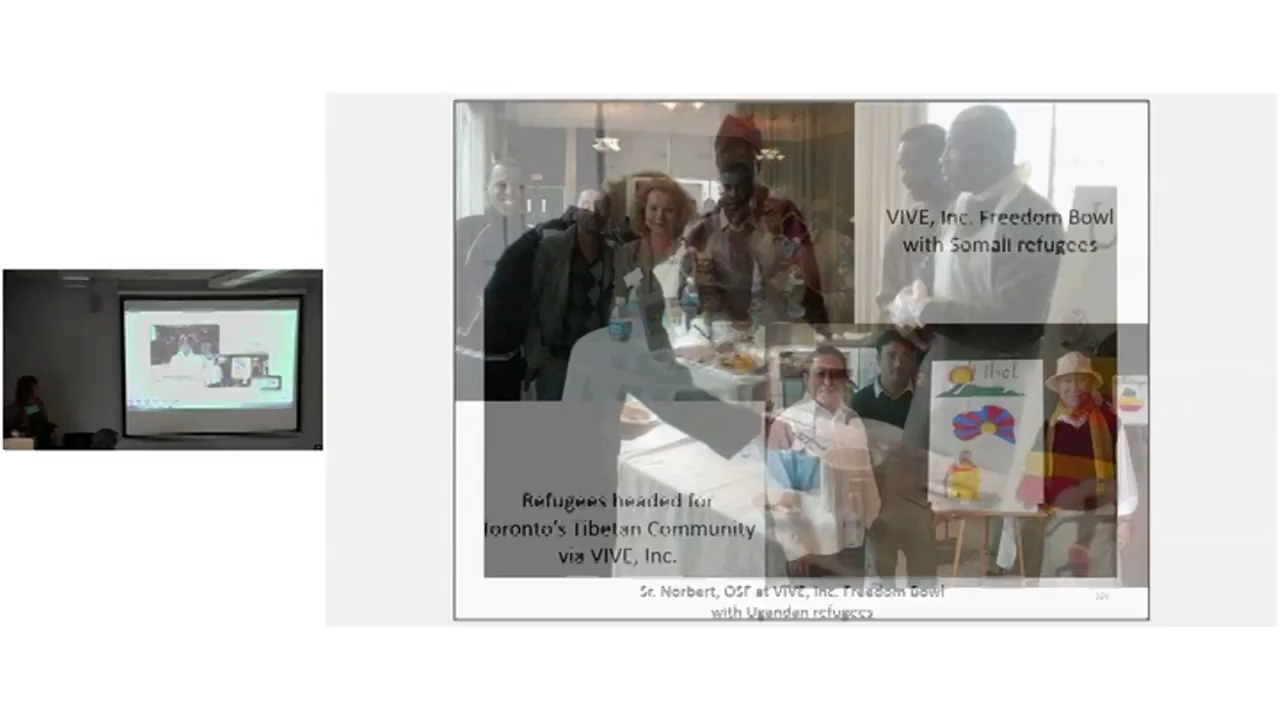 VIVE, Inc. Freedom Bowl
with Somali refugees
Tibet
Refugees headed for
Toronto's Tibetan Community
via VIVE, Inc.
Sr. Norbert, OSF at VIVE, Inc. Freedom Bowl
with Ugandan refugees